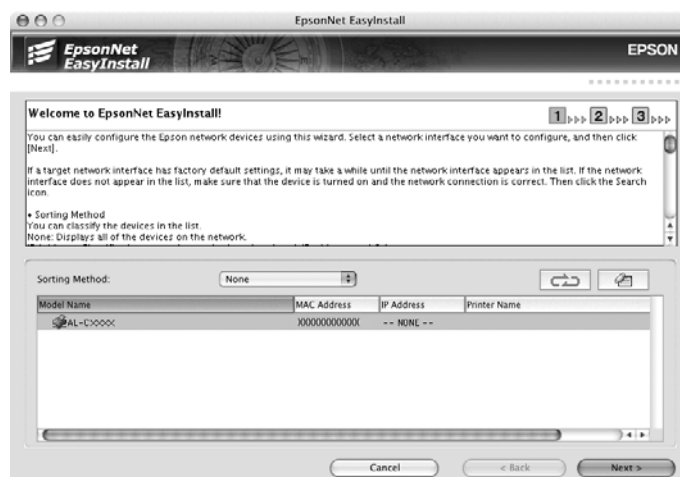 EpsonNet EasyInstall
EpsonNet
EasyInstall
EPSON
Welcome to EpsonNet EasyInstall!
1 2 3
You can easily configure the Epson network devices using this wizard. Select a network interface you want to configure, and then click
[Next].
If a target network interface has factory default settings, it may take a while until the network interface appears in the list. If the network
interface does not appear in the list, make sure that the device is turned on and the network connection is correct. Then click the Search
icon.
• Sorting Method
You can classify the devices in the list.
None: Displays all of the devices on the network.
Sorting Method: None
Model Name MAC Address IP Address Printer Name
AL-CXXXX XXXXXXXXXXXX -- NONE --
Cancel < Back Next >